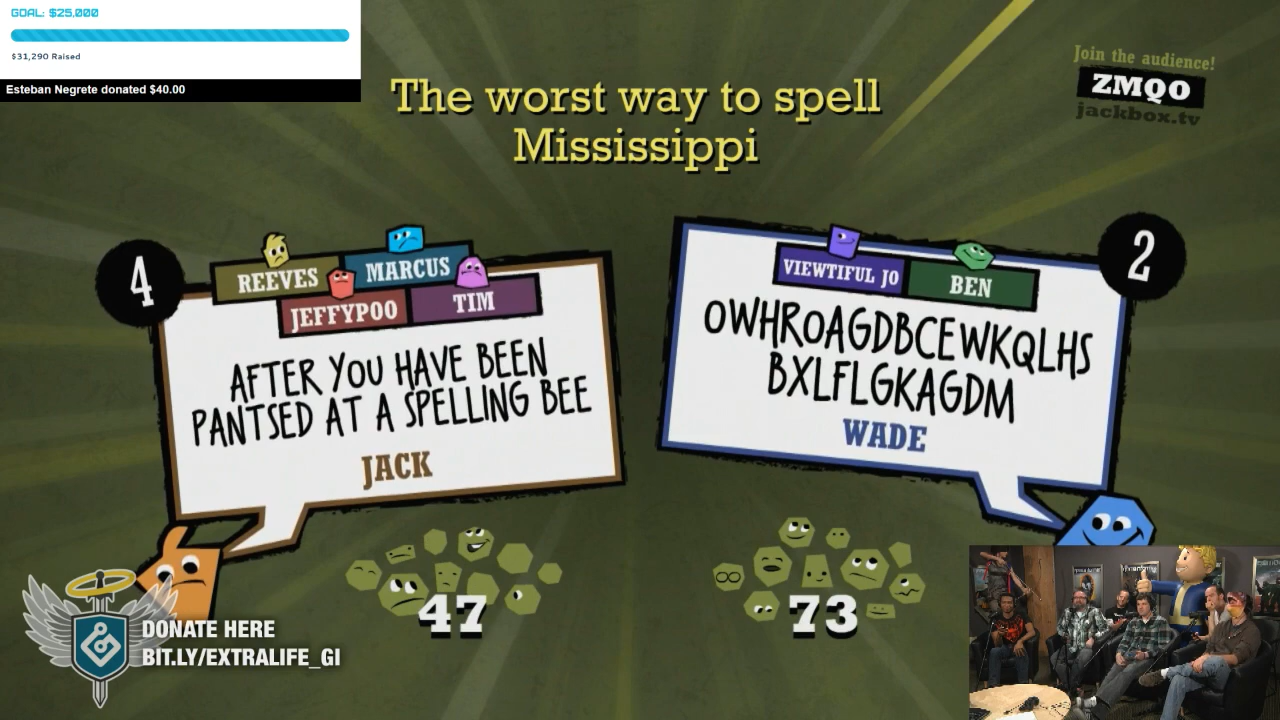 GOAL: $25,000
$31,290 Raised
Esteban Negrete donated $40.00
Join the audience!
ZMQO
jackbox.tv
The worst way to spell
Mississippi
4
REEVES
MARCUS
JEFFYPOO
TIM
AFTER YOU HAVE BEEN
PANTSED AT A SPELLING BEE
JACK
2
VIEWTIFUL JO
BEN
OWHROAGDBCEWKQLHS
BXLFLGKAGDM
WADE
47
73
DONATE HERE
BIT.LY/EXTRALIFE_GI